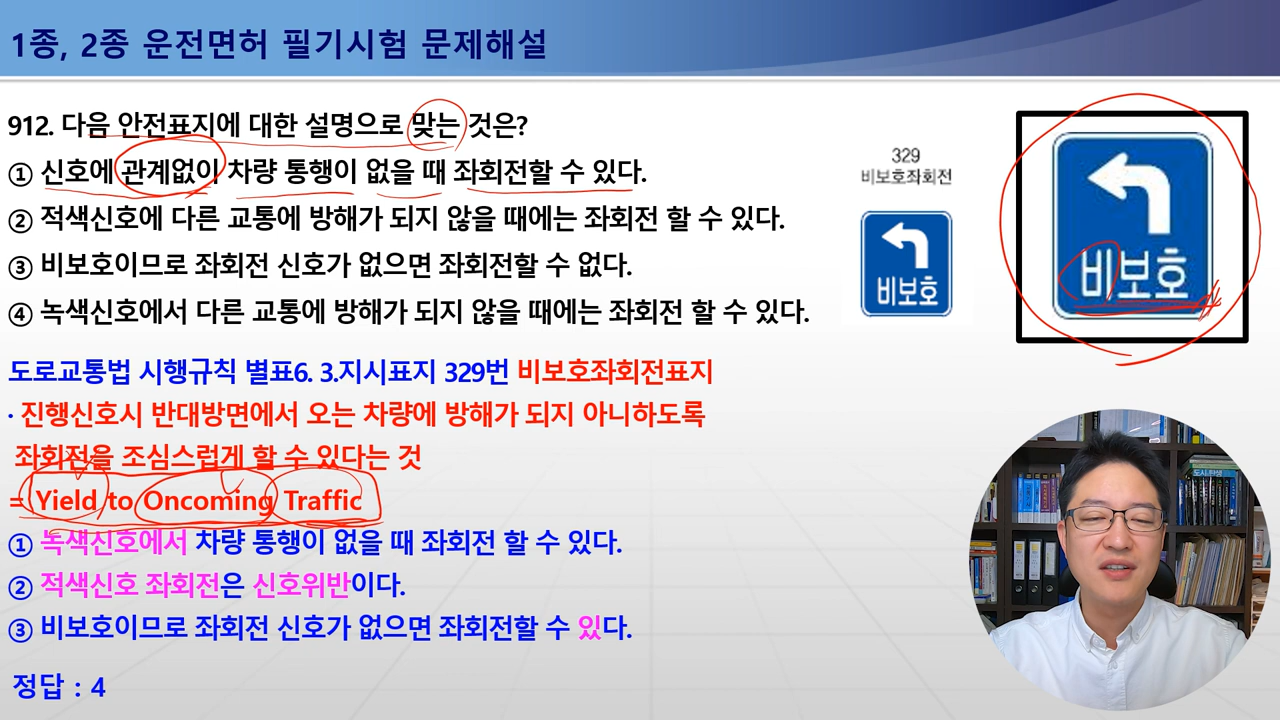 1종, 2종 운전면허 필기시험 문제해설
912. 다음 안전표지에 대한 설명으로 맞는 것은?
① 신호에 관계없이 차량 통행이 없을 때 좌회전할 수 있다.
② 적색신호에 다른 교통에 방해가 되지 않을 때에는 좌회전 할 수 있다.
③ 비보호이므로 좌회전 신호가 없으면 좌회전할 수 없다.
④ 녹색신호에서 다른 교통에 방해가 되지 않을 때에는 좌회전 할 수 있다.
329
비보호좌회전
비보호
비보호
도로교통법 시행규칙 별표6. 3.지시표지 329번 비보호좌회전표지
· 진행신호시 반대방면에서 오는 차량에 방해가 되지 아니하도록
좌회전을 조심스럽게 할 수 있다는 것
= Yield to Oncoming Traffic
① 녹색신호에서 차량 통행이 없을 때 좌회전 할 수 있다.
② 적색신호 좌회전은 신호위반이다.
③ 비보호이므로 좌회전 신호가 없으면 좌회전할 수 있다.
정답 : 4